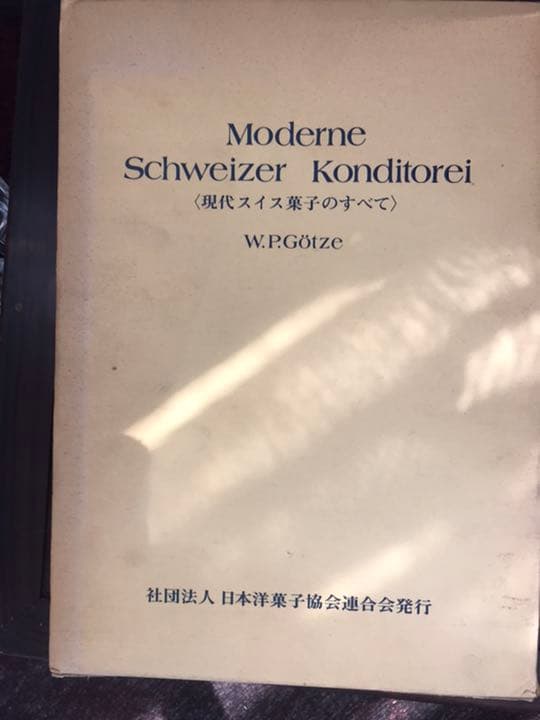 Moderne
Schweizer Konditorei
〈現代スイス菓子のすべて〉
W.P.Götze
社団法人 日本洋菓子協会連合会発行